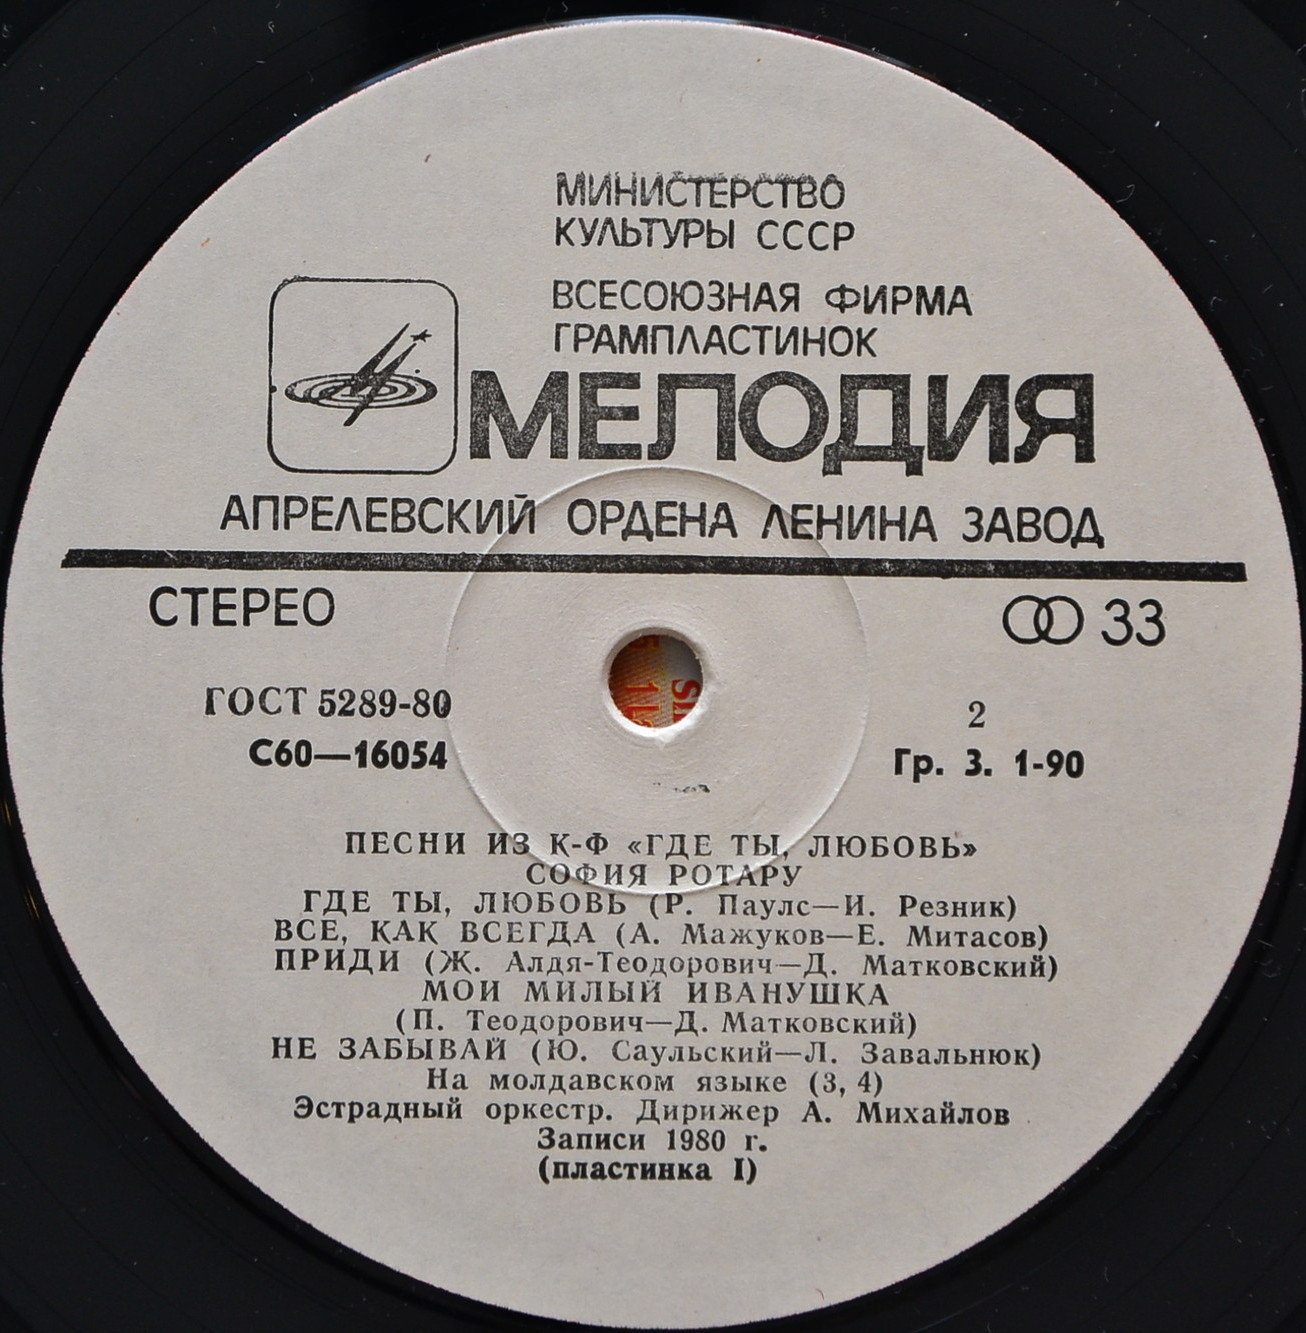 МИНИСТЕРСТВО
КУЛЬТУРЫ СССР
ВСЕСОЮЗНАЯ ФИРМА
ГРАМПЛАСТИНОК
МЕЛОДИЯ
АПРЕЛЕВСКИЙ ОРДЕНА ЛЕНИНА ЗАВОД
СТЕРЕО
33
ГОСТ 5289-80
2
С60—16054
Гр. 3. 1-90
ПЕСНИ ИЗ К-Ф «ГДЕ ТЫ, ЛЮБОВЬ»
СОФИЯ РОТАРУ
ГДЕ ТЫ, ЛЮБОВЬ (Р. Паулс—И. Резник)
ВСЕ, КАК ВСЕГДА (А. Мажуков—Е. Митасов)
ПРИДИ (Ж. Алдя-Теодорович—Д. Матковский)
МОИ МИЛЫЙ ИВАНУШКА
(П. Теодорович—Д. Матковский)
НЕ ЗАБЫВАЙ (Ю. Саульский—Л. Завальнюк)
На молдавском языке (3, 4)
Эстрадный оркестр. Дирижер А. Михайлов
Записи 1980 г.
(пластинка I)